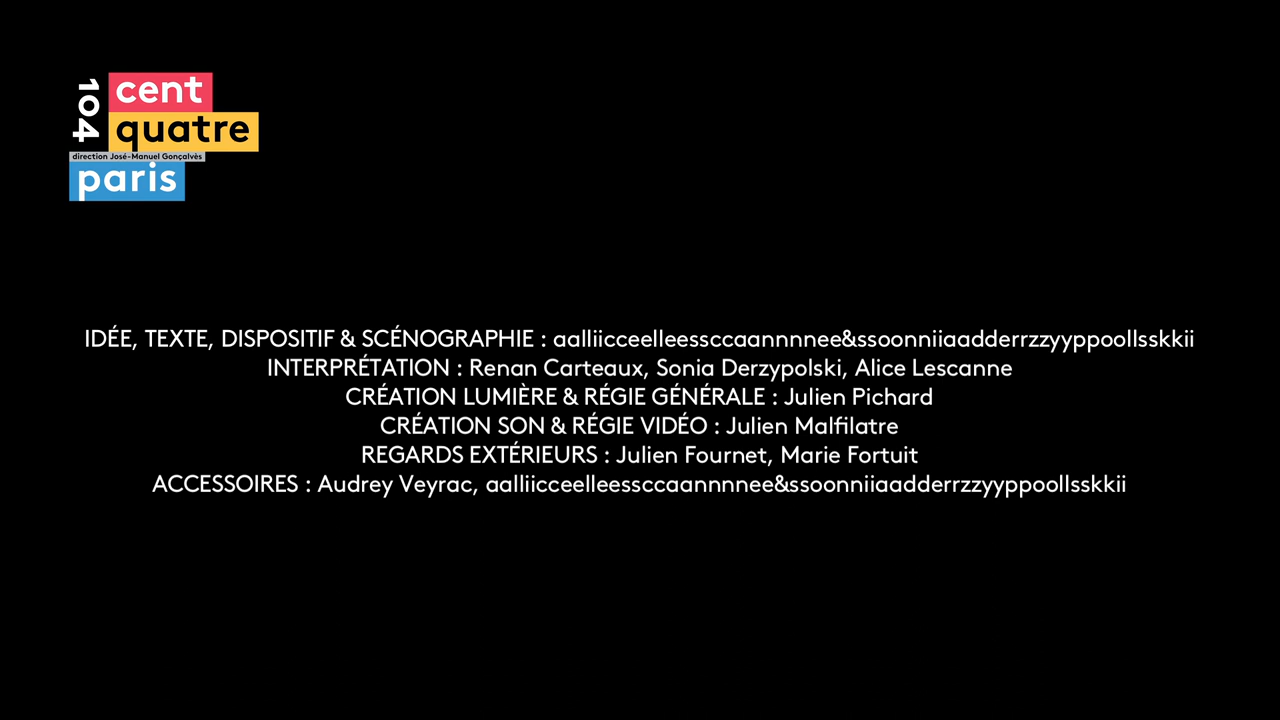 104
cent
quatre
direction José-Manuel Gonçalvès
paris
IDÉE, TEXTE, DISPOSITIF & SCÉNOGRAPHIE : aalliicceelleessccaannnnee&ssoonniiaadderrzzyyppoollsskkii
INTERPRÉTATION : Renan Carteaux, Sonia Derzypolski, Alice Lescanne
CRÉATION LUMIÈRE & RÉGIE GÉNÉRALE : Julien Pichard
CRÉATION SON & RÉGIE VIDÉO : Julien Malfilatre
REGARDS EXTÉRIEURS : Julien Fournet, Marie Fortuit
ACCESSOIRES : Audrey Veyrac, aalliicceelleessccaannnnee&ssoonniiaadderrzzyyppoollsskkii